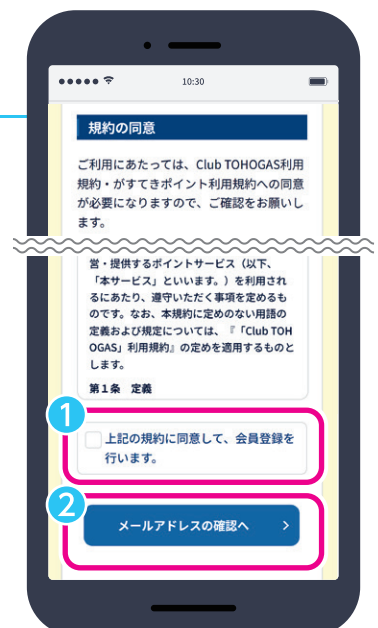 10:30
規約の同意
ご利用にあたっては、Club TOHOGAS利用
規約・がすてきポイント利用規約への同意
が必要になりますので、ご確認をお願いし
ます。
営・提供するポイントサービス（以下、
「本サービス」といいます。）を利用され
るにあたり、遵守いただく事項を定めるも
のです。なお、本規約に定めのない用語の
定義および規定については、『「Club TOH
OGAS」利用規約』の定めを適用するものと
します。
第1条 定義
1
上記の規約に同意して、会員登録を
行います。
2
メールアドレスの確認へ >